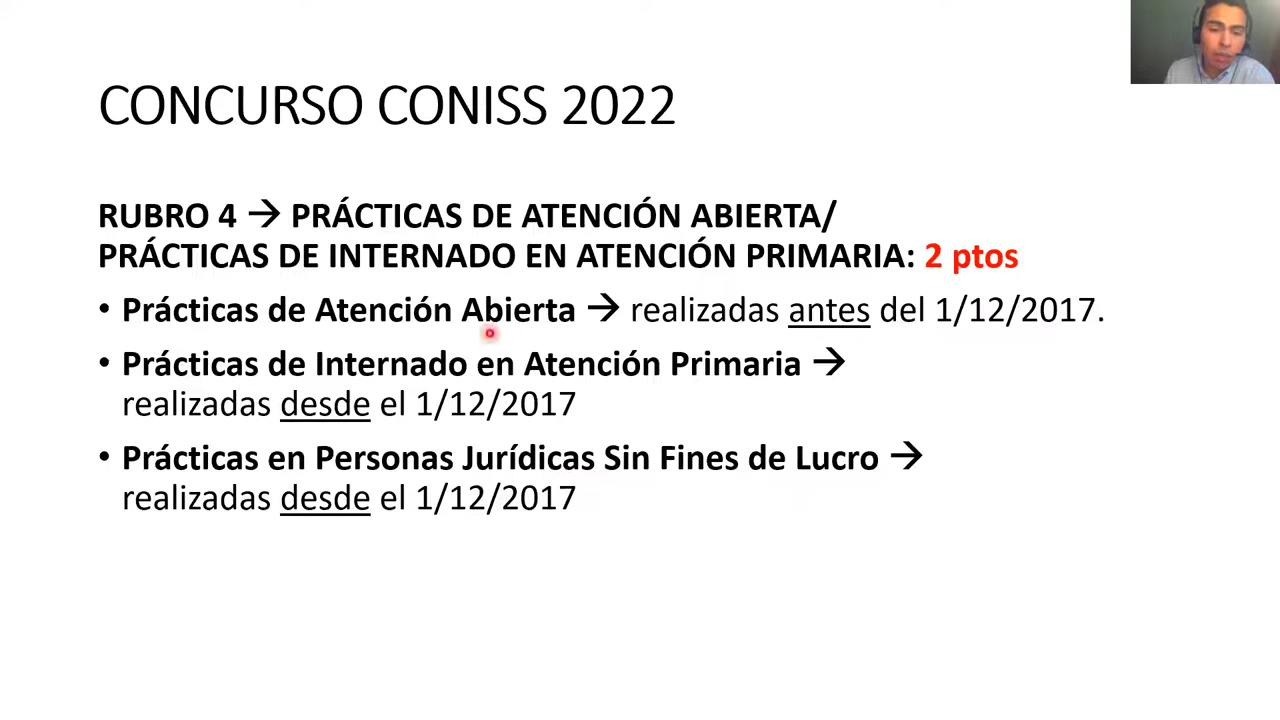 CONCURSO CONISS 2022
RUBRO 4 → PRÁCTICAS DE ATENCIÓN ABIERTA/
PRÁCTICAS DE INTERNADO EN ATENCIÓN PRIMARIA: 2 ptos
• Prácticas de Atención Abierta → realizadas antes del 1/12/2017.
• Prácticas de Internado en Atención Primaria →
realizadas desde el 1/12/2017
• Prácticas en Personas Jurídicas Sin Fines de Lucro →
realizadas desde el 1/12/2017